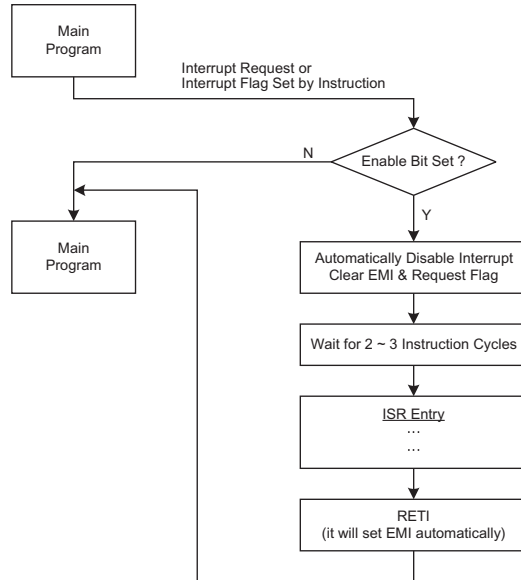 Main
Program
Interrupt Request or
Interrupt Flag Set by Instruction
Enable Bit Set ?
N
Y
Main
Program
Automatically Disable Interrupt
Clear EMI & Request Flag
Wait for 2 ~ 3 Instruction Cycles
ISR Entry
...
...
RETI
(it will set EMI automatically)